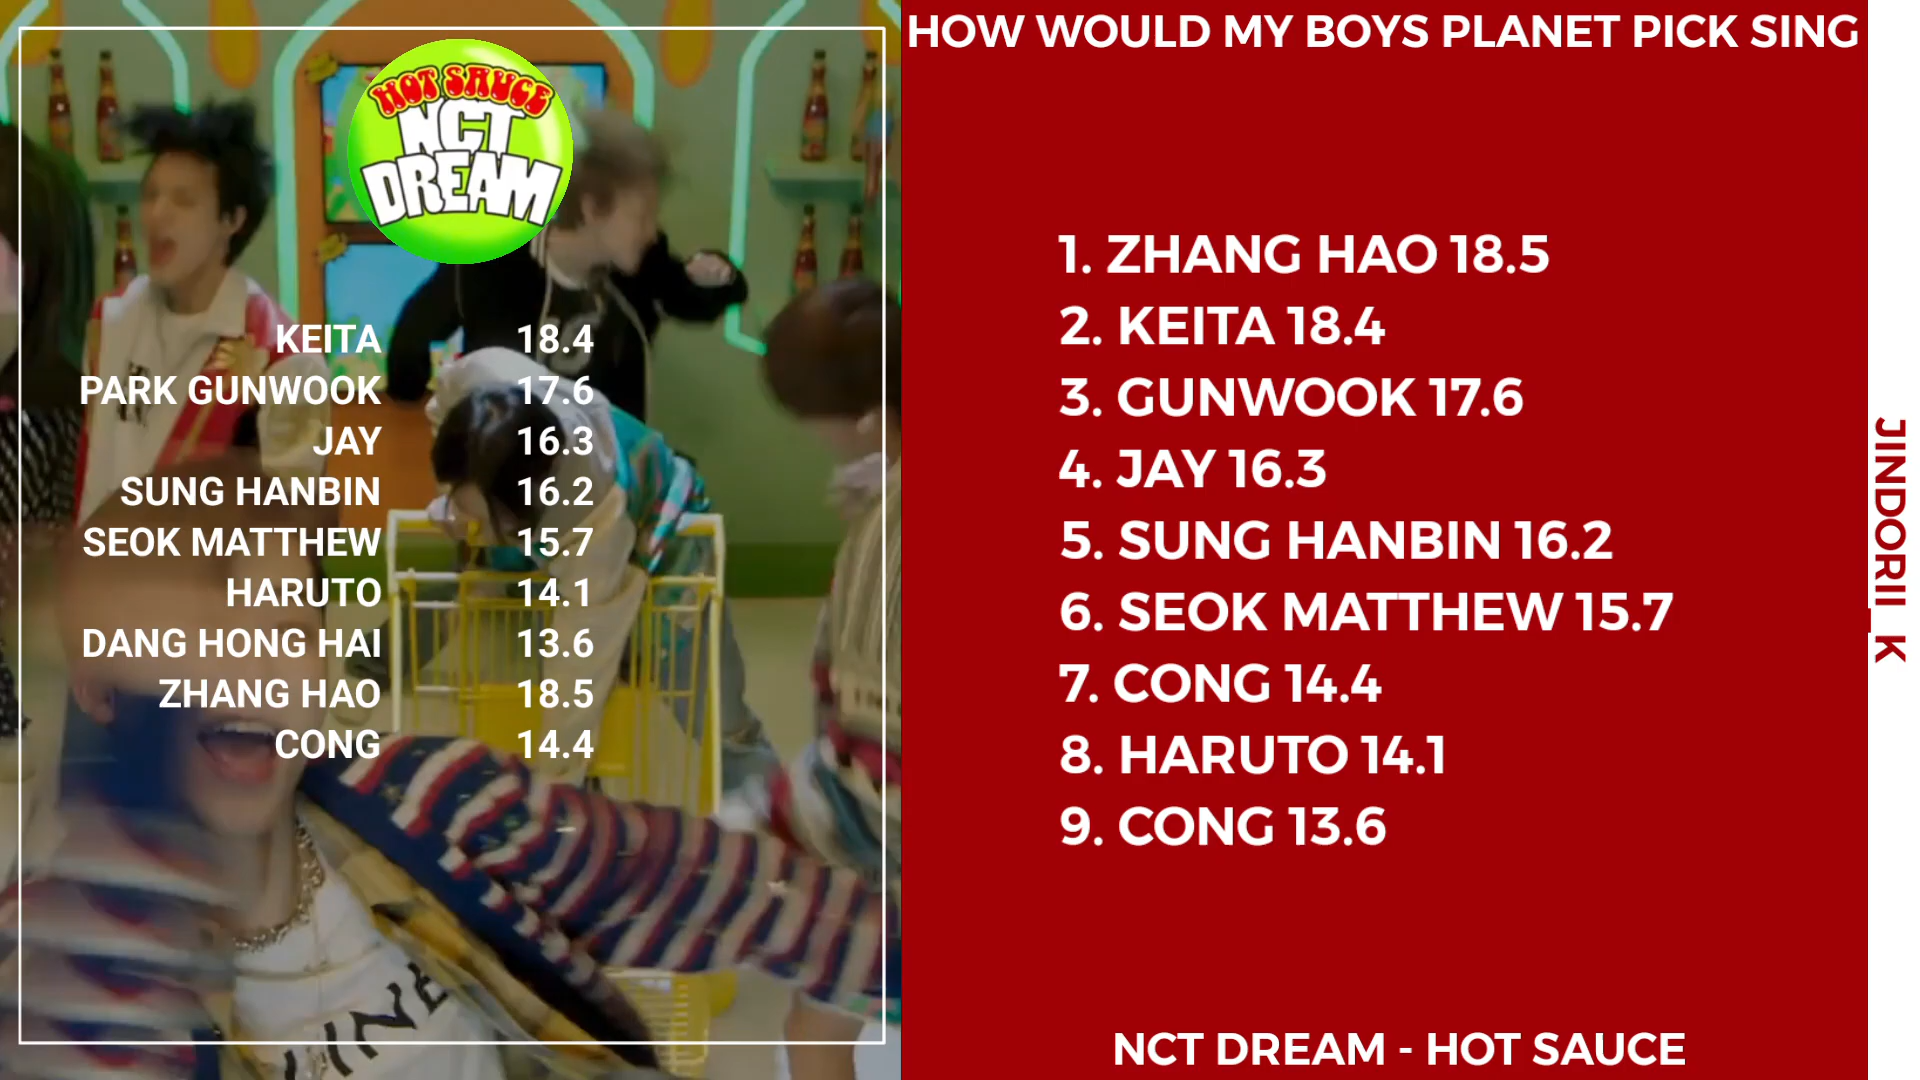 HOT SAUCE
NCT
DREAM
KEITA 18.4
PARK GUNWOOK 17.6
JAY 16.3
SUNG HANBIN 16.2
SEOK MATTHEW 15.7
HARUTO 14.1
DANG HONG HAI 13.6
ZHANG HAO 18.5
CONG 14.4
HOW WOULD MY BOYS PLANET PICK SING
1. ZHANG HAO 18.5
2. KEITA 18.4
3. GUNWOOK 17.6
4. JAY 16.3
5. SUNG HANBIN 16.2
6. SEOK MATTHEW 15.7
7. CONG 14.4
8. HARUTO 14.1
9. CONG 13.6
NCT DREAM - HOT SAUCE
JINDORII_K